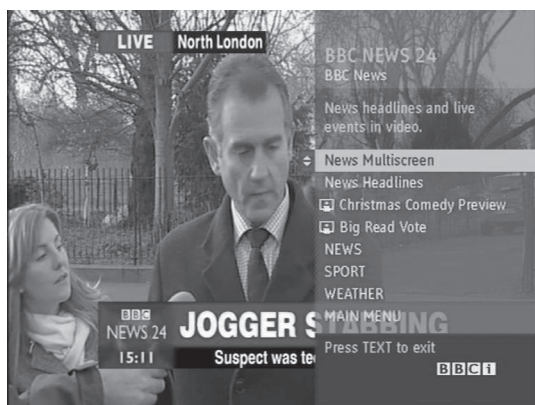 LIVE North London
BBC NEWS 24
BBC News
News headlines and live
events in video.
News Multiscreen
News Headlines
Christmas Comedy Preview
Big Read Vote
NEWS
SPORT
WEATHER
MAIN MENU
Press TEXT to exit
BBCi
BBC
NEWS 24
15:11
JOGGER STABBING
Suspect was